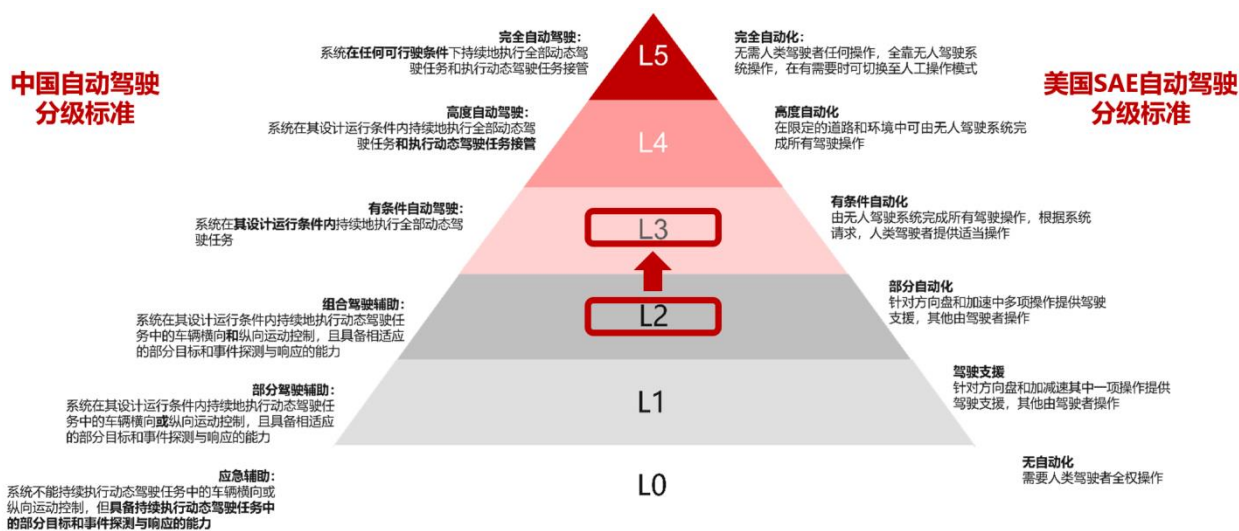 中国自动驾驶
分级标准
美国SAE自动驾驶
分级标准
完全自动驾驶：
系统在任何可行驶条件下持续地执行全部动态驾
驶任务和执行动态驾驶任务接管
L5
完全自动化：
无需人类驾驶者任何操作，全靠无人驾驶系
统操作，在有需要时可切换至人工操作模式
高度自动驾驶：
系统在其设计运行条件内持续地执行全部动态驾
驶任务和执行动态驾驶任务接管
L4
高度自动化
在限定的道路和环境中可由无人驾驶系统完
成所有驾驶操作
有条件自动驾驶：
系统在其设计运行条件内持续地执行全部动态驾
驶任务
L3
有条件自动化
由无人驾驶系统完成所有驾驶操作，根据系统
请求，人类驾驶者提供适当操作
组合驾驶辅助：
系统在其设计运行条件内持续地执行动态驾驶任
务中的车辆横向和纵向运动控制，且具备相适应
的部分目标和事件探测与响应的能力
L2
部分自动化
针对方向盘和加速中多项操作提供驾驶
支援，其他由驾驶者操作
部分驾驶辅助：
系统在其设计运行条件内持续地执行动态驾驶任
务中的车辆横向或纵向运动控制，且具备相适应
的部分目标和事件探测与响应的能力
L1
驾驶支援
针对方向盘和加减速其中一项操作提供
驾驶支援，其他由驾驶者操作
应急辅助：
系统不能持续执行动态驾驶任务中的车辆横向或
纵向运动控制，但具备持续执行动态驾驶任务中
的部分目标和事件探测与响应的能力
L0
无自动化
需要人类驾驶者全权操作